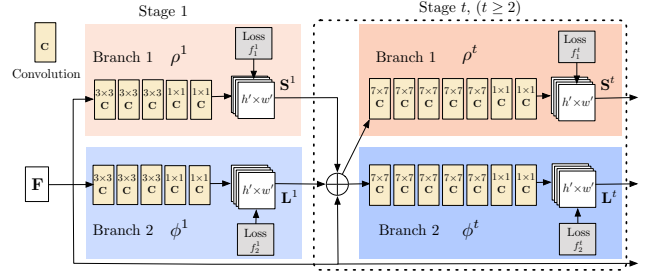 Stage 1
Stage t, (t ≥ 2)
C
Convolution
Branch 1 ρ¹
Loss
f₁¹
3×3 3×3 3×3 1×1 1×1
C C C C C
h′×w′
S¹
Branch 1 ρᵗ
Loss
f₁ᵗ
7×7 7×7 7×7 7×7 7×7 1×1 1×1
C C C C C C C
h′×w′
Sᵗ
F
3×3 3×3 3×3 1×1 1×1
C C C C C
h′×w′
L¹
Branch 2 ϕ¹
Loss
f₂¹
7×7 7×7 7×7 7×7 7×7 1×1 1×1
C C C C C C C
h′×w′
Lᵗ
Branch 2 ϕᵗ
Loss
f₂ᵗ